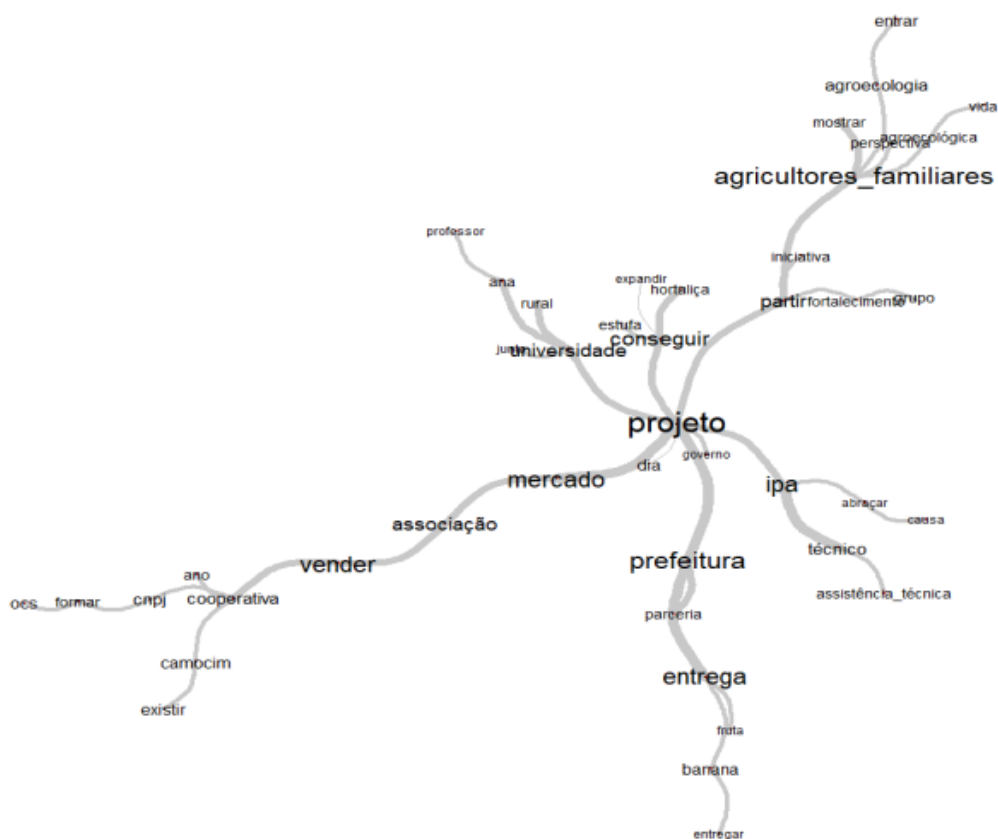 entrar
agroecologia
vida
mostrar
agroecológica
perspectiva
agricultores_familiares
professor
iniciativa
expandir
ana
hortaliça
rural
partir
fortalecimento
grupo
estufa
conseguir
junto
universidade
projeto
governo
dia
mercado
ipa
abraçar
causa
associação
técnico
prefeitura
vender
ano
assistência_técnica
ocs
formar
cnpj
cooperativa
parceria
camocim
entrega
existir
fruta
banana
entregar